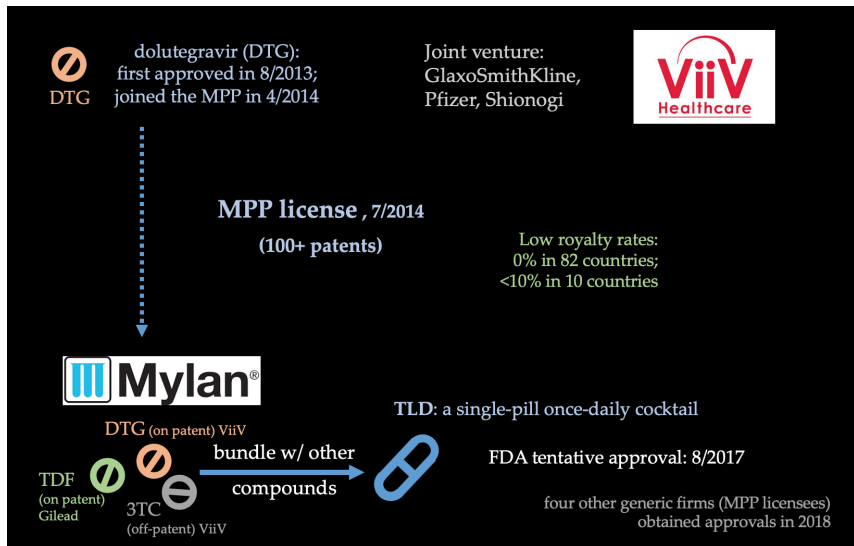 DTG
dolutegravir (DTG):
first approved in 8/2013;
joined the MPP in 4/2014
Joint venture:
GlaxoSmithKline,
Pfizer, Shionogi
ViiV
Healthcare
MPP license , 7/2014
(100+ patents)
Low royalty rates:
0% in 82 countries;
<10% in 10 countries
Mylan®
DTG (on patent) ViiV
TDF
(on patent)
Gilead
3TC
(off-patent) ViiV
bundle w/ other
compounds
TLD: a single-pill once-daily cocktail
FDA tentative approval: 8/2017
four other generic firms (MPP licensees)
obtained approvals in 2018